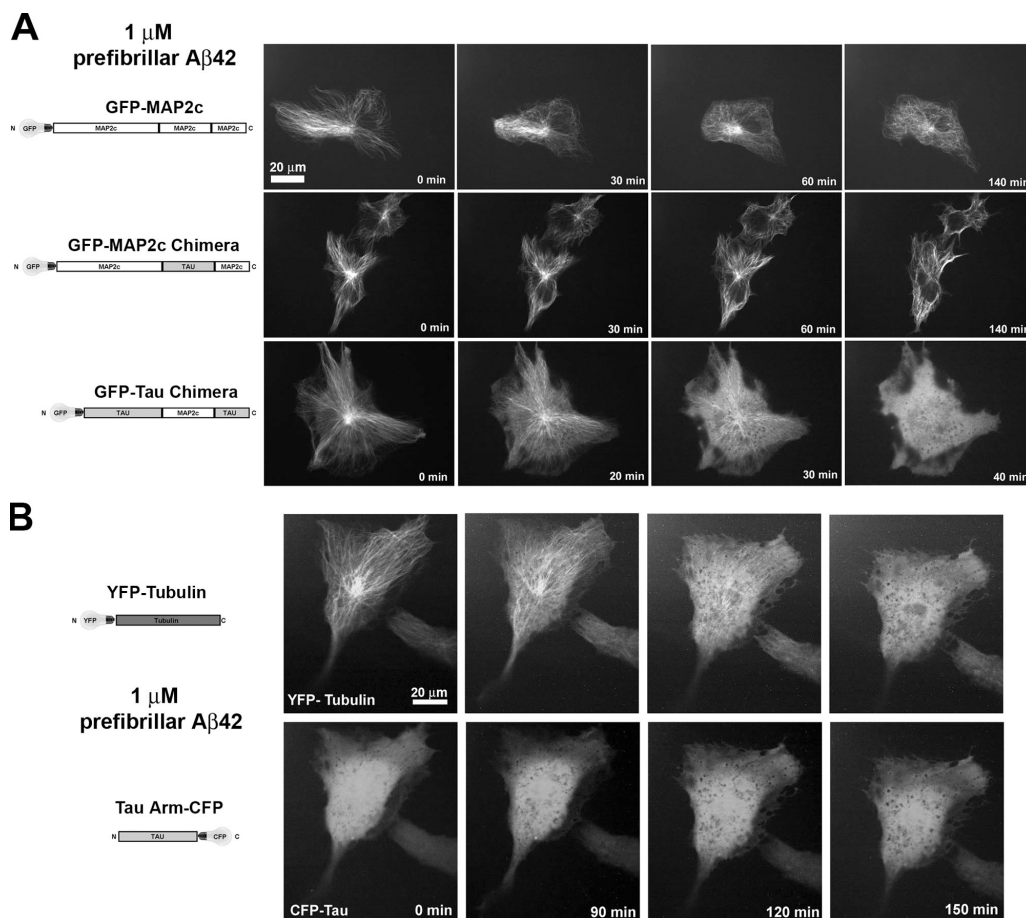 A
1 μM
prefibrillar Aβ42
GFP-MAP2c
N GFP MAP2c MAP2c MAP2c C
20 μm
0 min 30 min 60 min 140 min
GFP-MAP2c Chimera
N GFP MAP2c TAU MAP2c C
0 min 30 min 60 min 140 min
GFP-Tau Chimera
N GFP TAU MAP2c TAU C
0 min 20 min 30 min 40 min
B
YFP-Tubulin
N YFP Tubulin C
YFP- Tubulin 20 μm
1 μM
prefibrillar Aβ42
Tau Arm-CFP
N TAU CFP C
CFP-Tau 0 min 90 min 120 min 150 min